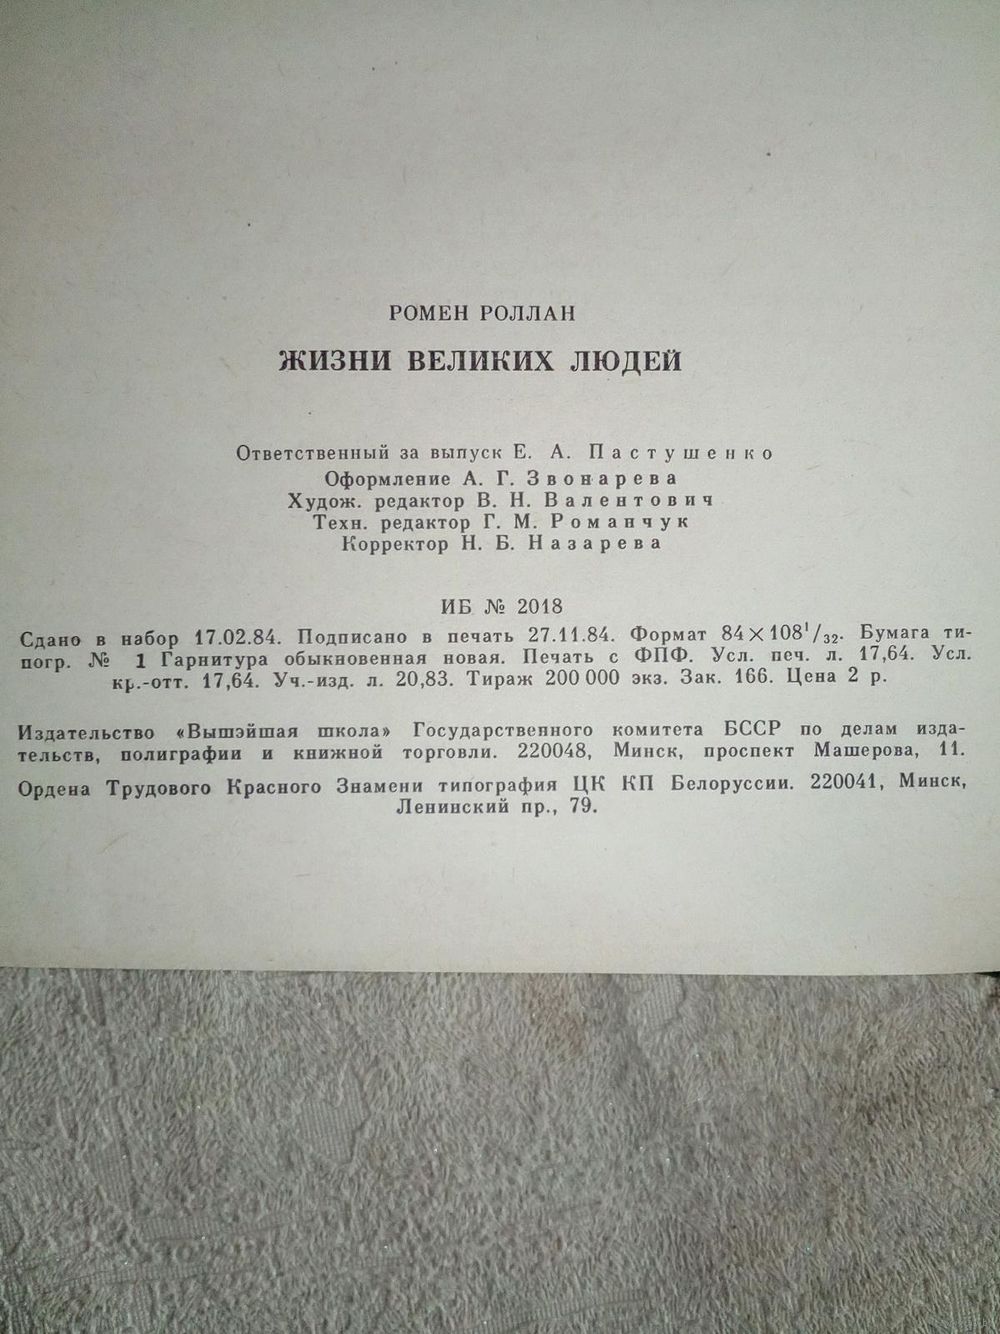 РОМЕН РОЛЛАН
ЖИЗНИ ВЕЛИКИХ ЛЮДЕЙ
Ответственный за выпуск Е. А. Пастушенко
Оформление А. Г. Звонарева
Худож. редактор В. Н. Валентович
Техн. редактор Г. М. Романчук
Корректор Н. Б. Назарева
ИБ № 2018
Сдано в набор 17.02.84. Подписано в печать 27.11.84. Формат 84×108¹/₃₂. Бумага ти-
погр. № 1 Гарнитура обыкновенная новая. Печать с ФПФ. Усл. печ. л. 17,64. Усл.
кр.-отт. 17,64. Уч.-изд. л. 20,83. Тираж 200 000 экз. Зак. 166. Цена 2 р.
Издательство «Вышэйшая школа» Государственного комитета БССР по делам изда-
тельств, полиграфии и книжной торговли. 220048, Минск, проспект Машерова, 11.
Ордена Трудового Красного Знамени типография ЦК КП Белоруссии. 220041, Минск,
Ленинский пр., 79.